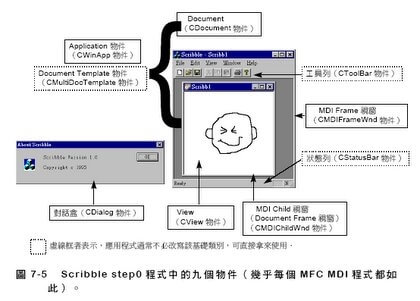 Document
(CDocument 物件)
Application 物件
(CWinApp 物件)
Document Template 物件
(CMultiDocTemplate 物件)
Scribble - Scribb1
File Edit View Window Help
Scribb1
工具列 (CToolBar 物件)
MDI Frame 視窗
(CMDIFrameWnd 物件)
狀態列 (CStatusBar 物件)
Ready
About Scribble
Scribble Version 1.0
Copyright c 1995
OK
對話盒 (CDialog 物件)
View
(CView 物件)
MDI Child 視窗
(Document Frame 視窗)
(CMDIChildWnd 物件)
虛線框者表示，應用程式通常不必改寫該基礎類別，可直接拿來使用。
圖 7-5 Scribble step0 程式中的九個物件（幾乎每個 MFC MDI 程式都如
此）。